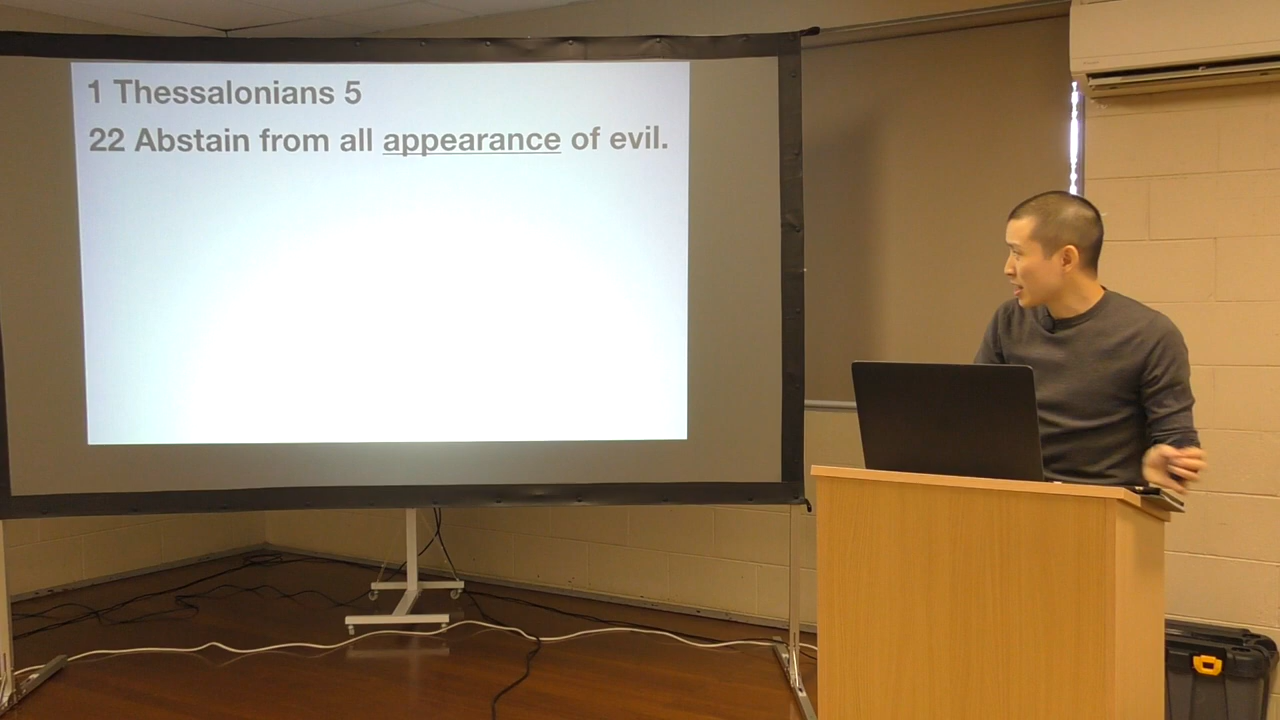 1 Thessalonians 5
22 Abstain from all appearance of evil.